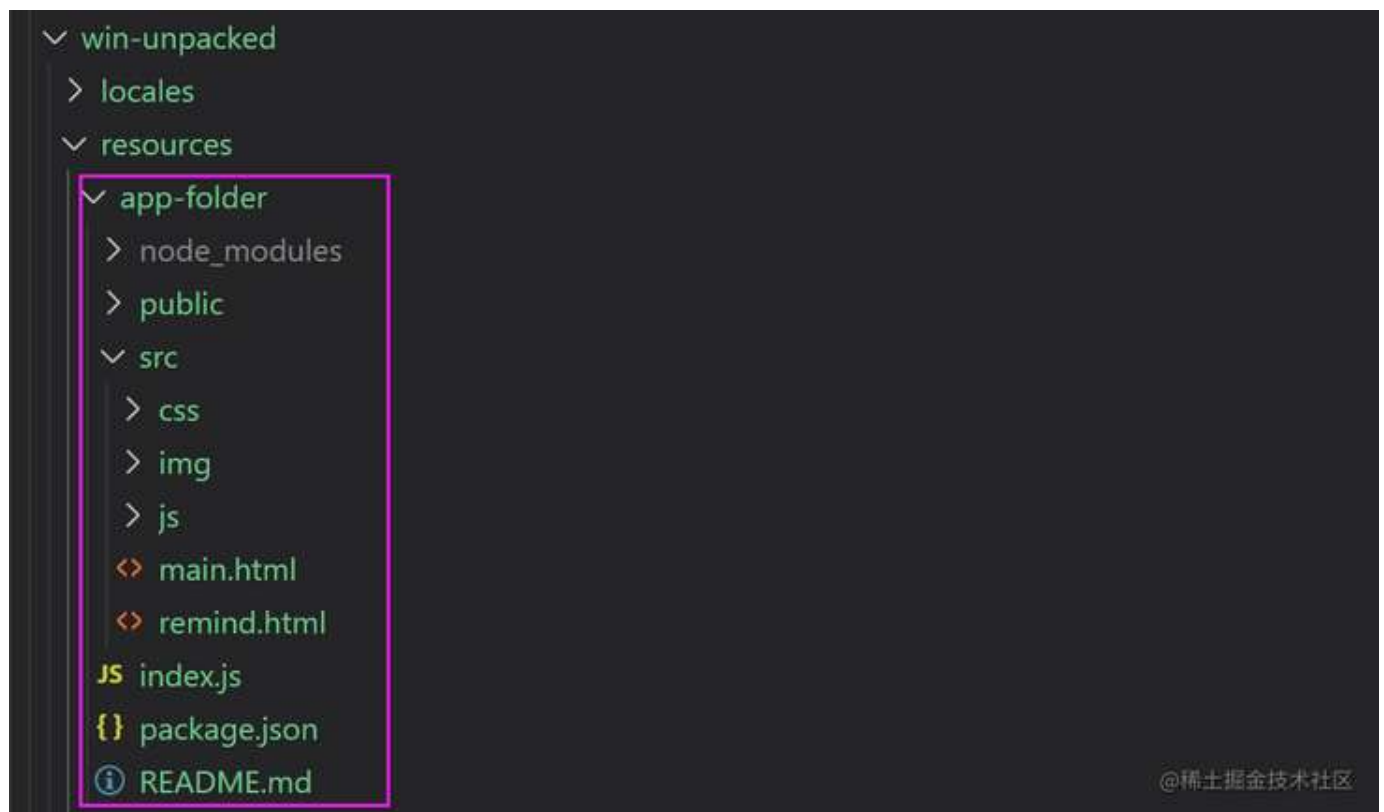 win-unpacked
locales
resources
app-folder
node_modules
public
src
css
img
js
<> main.html
<> remind.html
JS index.js
{} package.json
README.md
@稀土掘金技术社区